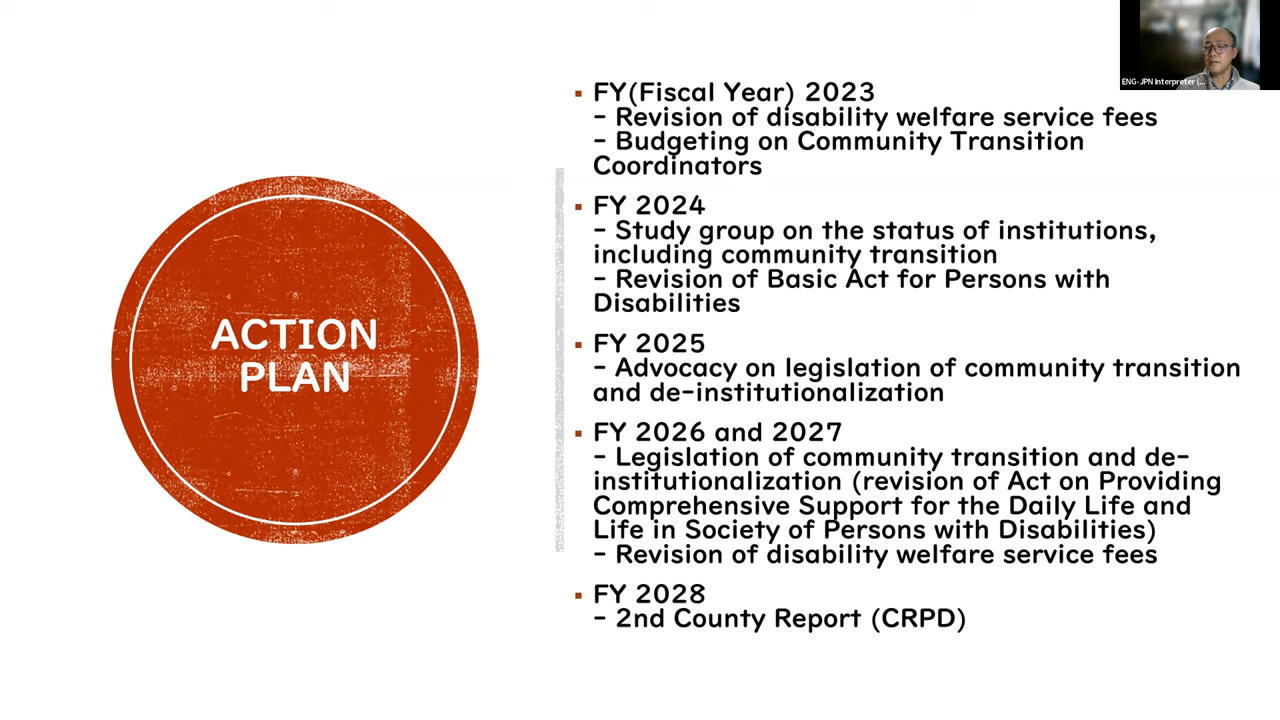 ENG-JPN Interpreter (...
ACTION
PLAN
▪ FY(Fiscal Year) 2023
– Revision of disability welfare service fees
– Budgeting on Community Transition
Coordinators
▪ FY 2024
– Study group on the status of institutions,
including community transition
– Revision of Basic Act for Persons with
Disabilities
▪ FY 2025
– Advocacy on legislation of community transition
and de-institutionalization
▪ FY 2026 and 2027
– Legislation of community transition and de-
institutionalization (revision of Act on Providing
Comprehensive Support for the Daily Life and
Life in Society of Persons with Disabilities)
– Revision of disability welfare service fees
▪ FY 2028
– 2nd County Report (CRPD)